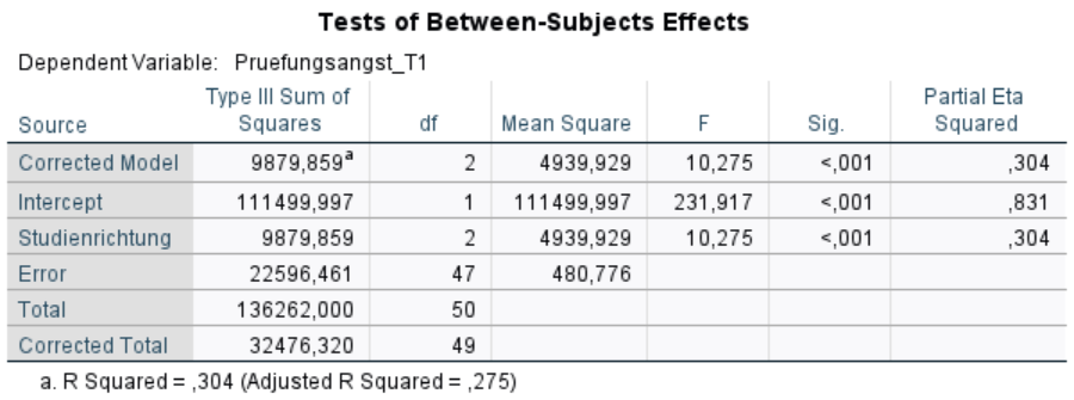 Tests of Between-Subjects Effects
Dependent Variable: Pruefungsangst_T1
Source Type III Sum of Squares df Mean Square F Sig. Partial Eta Squared
Corrected Model 9879,859a 2 4939,929 10,275 <,001 ,304
Intercept 111499,997 1 111499,997 231,917 <,001 ,831
Studienrichtung 9879,859 2 4939,929 10,275 <,001 ,304
Error 22596,461 47 480,776
Total 136262,000 50
Corrected Total 32476,320 49
a. R Squared = ,304 (Adjusted R Squared = ,275)